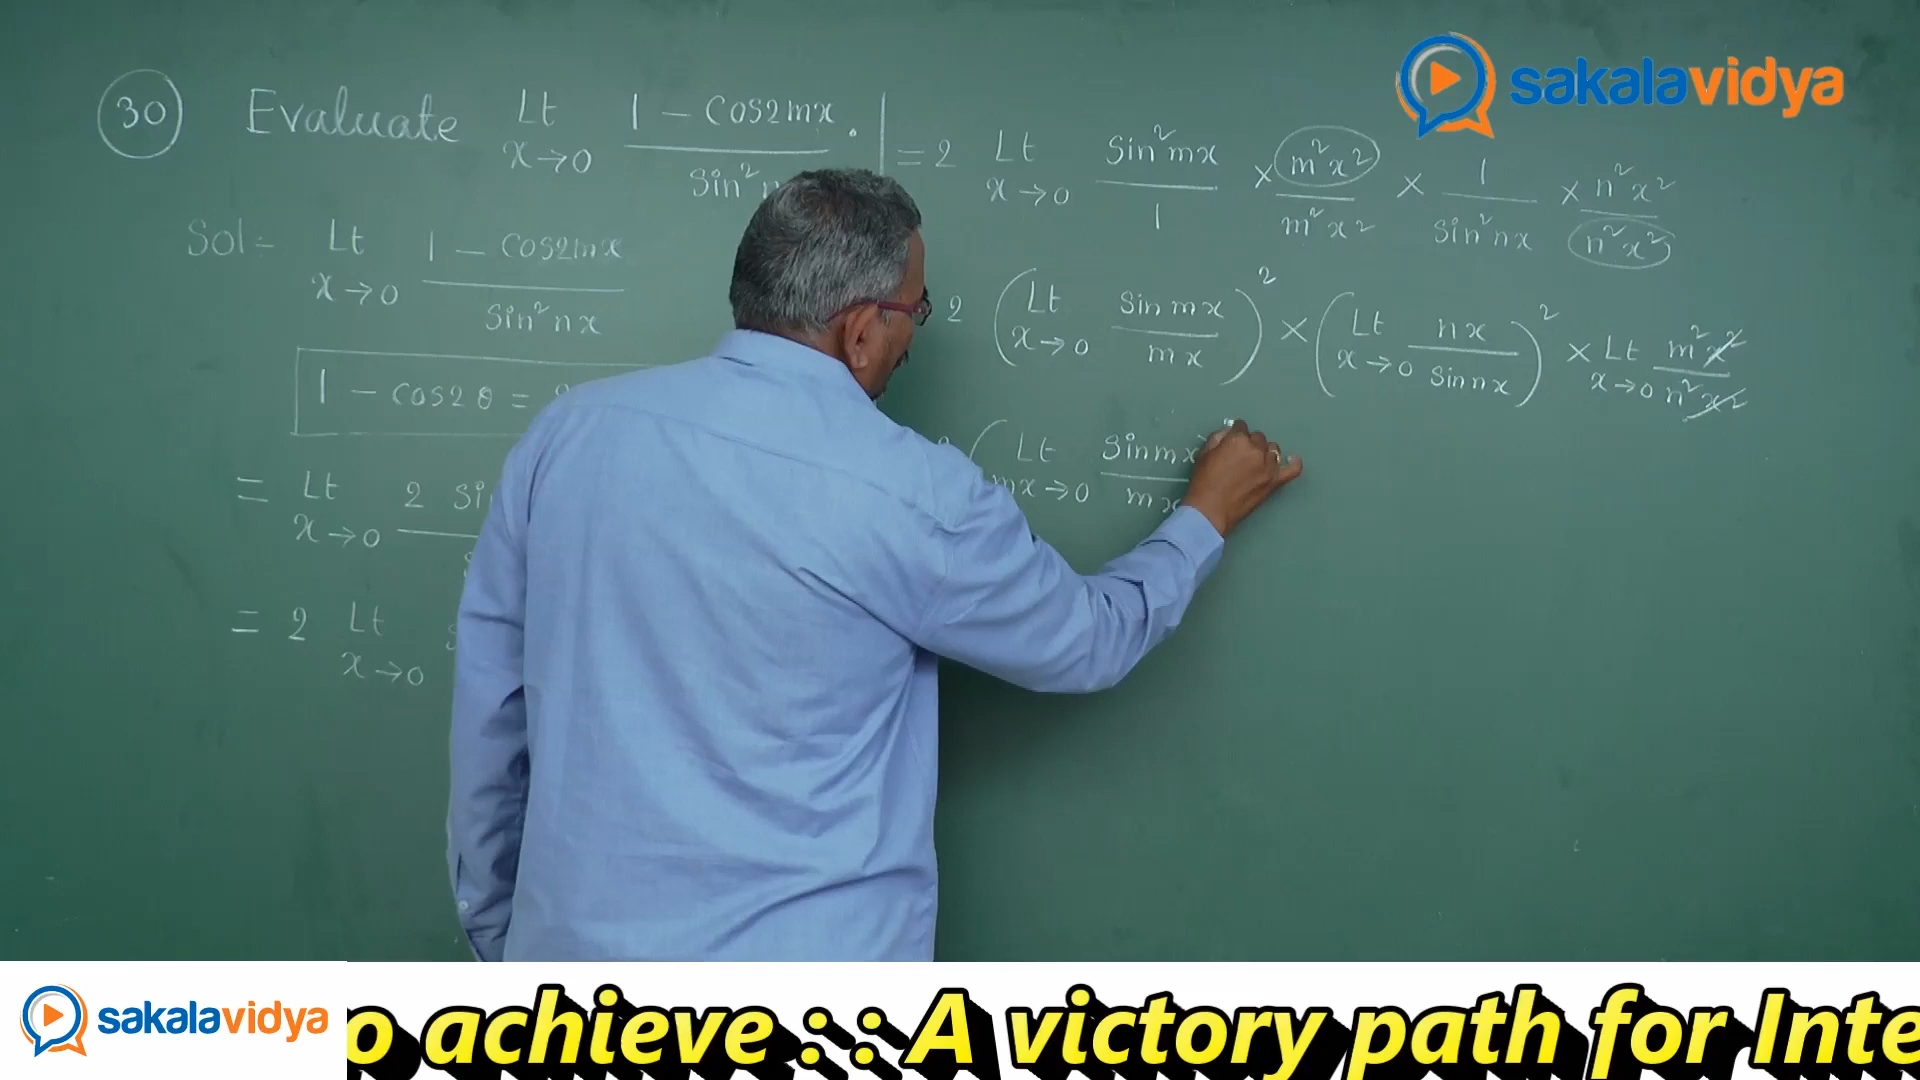 30 Evaluate Lt x→0 1 - cos2mx / sin²
Sol- Lt x→0 1 - cos2mx / sin²nx
1 - cos2θ =
= Lt x→0 2 sin
= 2 Lt x→0
= 2 Lt x→0 sin²mx / 1 × m²x² / m²x² × 1 / sin²nx × n²x² / n²x²
2 (Lt x→0 sin mx / mx)² × (Lt x→0 nx / sin nx)² × Lt x→0 m²x² / n²x²
(Lt mx→0 sinmx / mx
sakalavidya
sakalavidya
achieve : : A victory path for